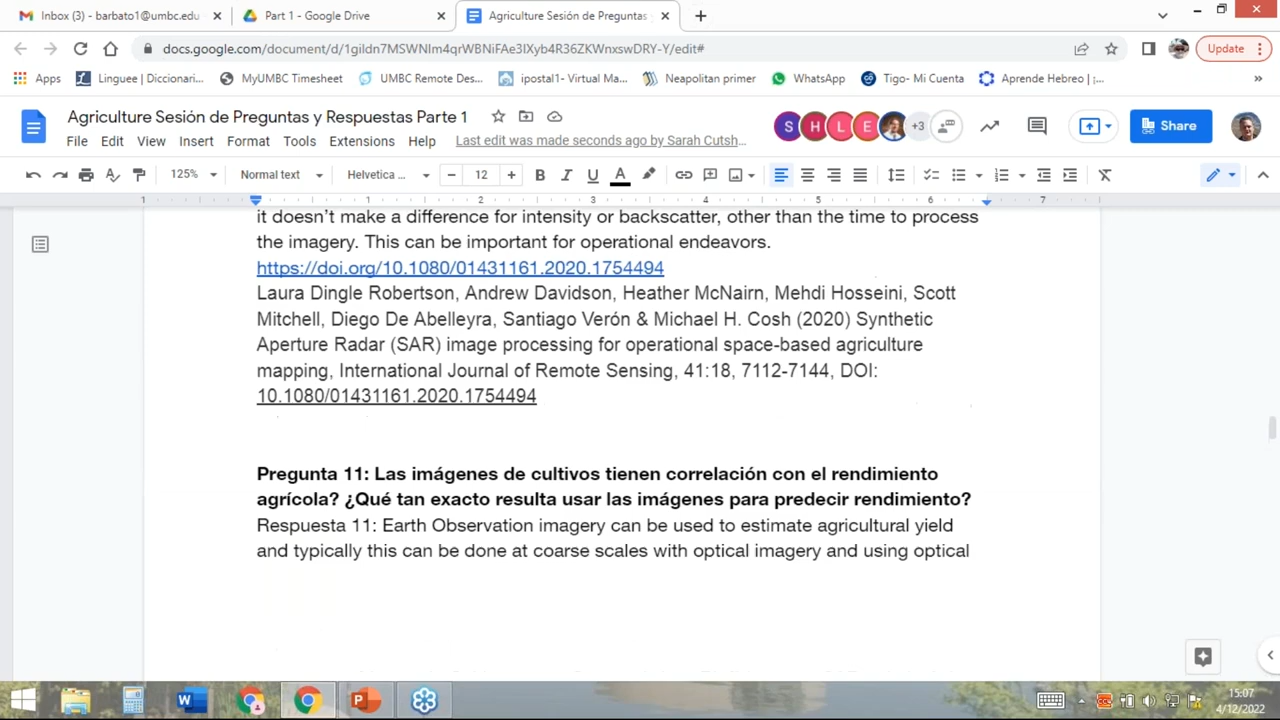 Inbox (3) - barbato1@umbc.edu
Part 1 - Google Drive
Agriculture Sesión de Preguntas
docs.google.com/document/d/1gildn7MSWNlm4qrWBNiFAe3IXyb4R36ZKWnxswDRY-Y/edit#
Update
Apps
Linguee | Diccionari...
MyUMBC Timesheet
UMBC Remote Des...
ipostal1- Virtual Ma...
Neapolitan primer
WhatsApp
Tigo- Mi Cuenta
Aprende Hebreo | ¡...
»
Agriculture Sesión de Preguntas y Respuestas Parte 1
S H L E +3
Share
File Edit View Insert Format Tools Extensions Help
Last edit was made seconds ago by Sarah Cutsh...
125% Normal text Helvetica ... − 12 + B I U A
1 1 2 3 4 5 6 7
it doesn't make a difference for intensity or backscatter, other than the time to process
the imagery. This can be important for operational endeavors.
https://doi.org/10.1080/01431161.2020.1754494
Laura Dingle Robertson, Andrew Davidson, Heather McNairn, Mehdi Hosseini, Scott
Mitchell, Diego De Abelleyra, Santiago Verón & Michael H. Cosh (2020) Synthetic
Aperture Radar (SAR) image processing for operational space-based agriculture
mapping, International Journal of Remote Sensing, 41:18, 7112-7144, DOI:
10.1080/01431161.2020.1754494
Pregunta 11: Las imágenes de cultivos tienen correlación con el rendimiento
agrícola? ¿Qué tan exacto resulta usar las imágenes para predecir rendimiento?
Respuesta 11: Earth Observation imagery can be used to estimate agricultural yield
and typically this can be done at coarse scales with optical imagery and using optical
15:07
4/12/2022